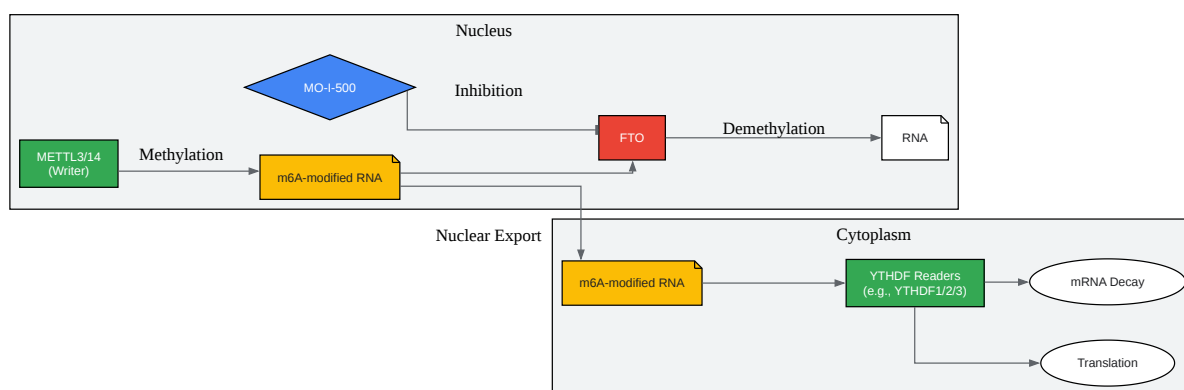 Nucleus
MO-I-500
Inhibition
FTO
Demethylation
RNA
METTL3/14
(Writer)
Methylation
m6A-modified RNA
Nuclear Export
Cytoplasm
m6A-modified RNA
YTHDF Readers
(e.g., YTHDF1/2/3)
mRNA Decay
Translation